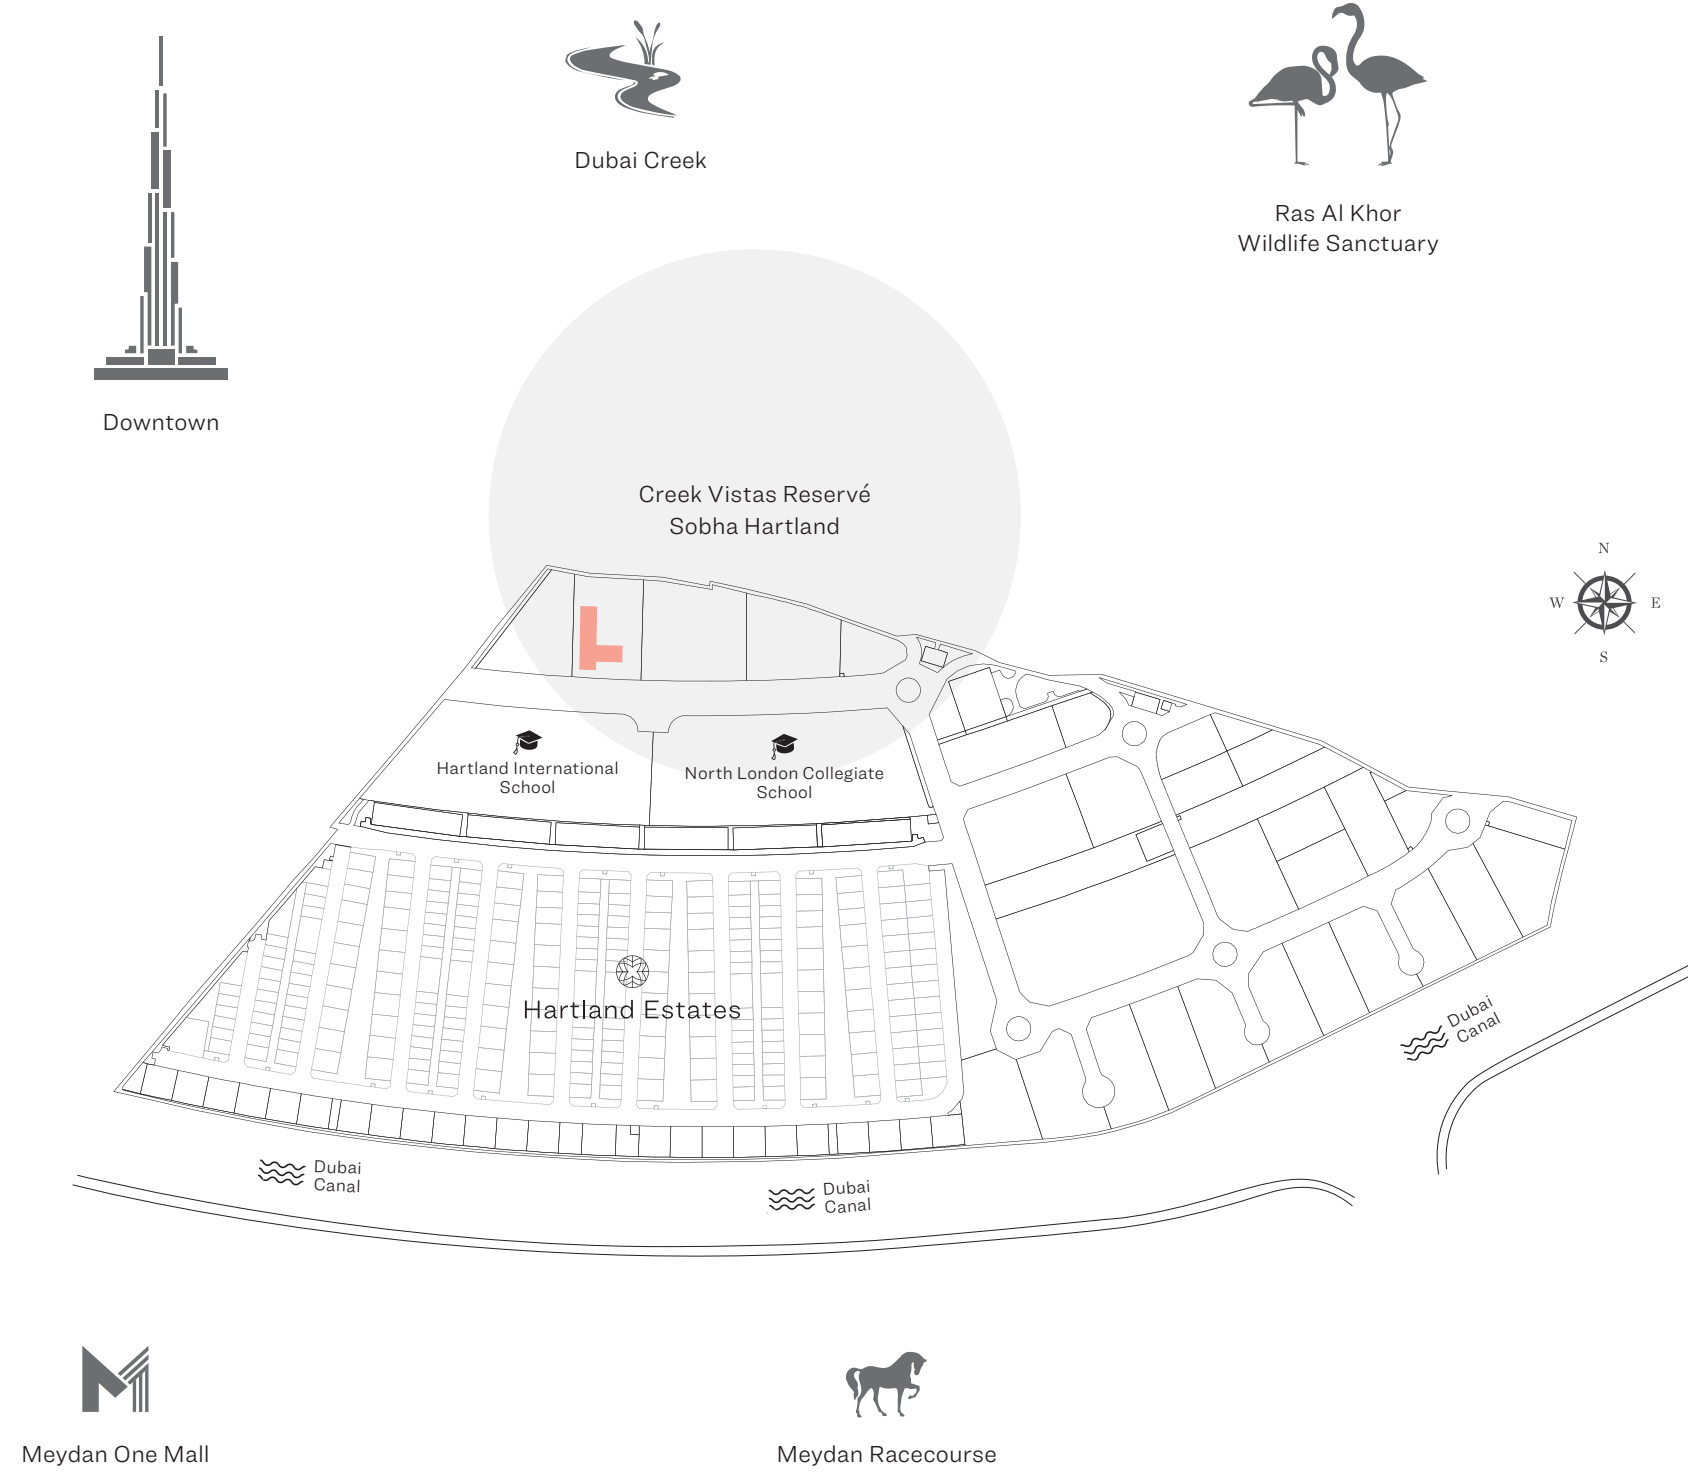 Dubai Creek
Ras Al Khor
Wildlife Sanctuary
Downtown
Creek Vistas Reservé
Sobha Hartland
N
W
E
S
Hartland International
School
North London Collegiate
School
Hartland Estates
Dubai
Canal
Dubai
Canal
Dubai
Canal
Meydan One Mall
Meydan Racecourse